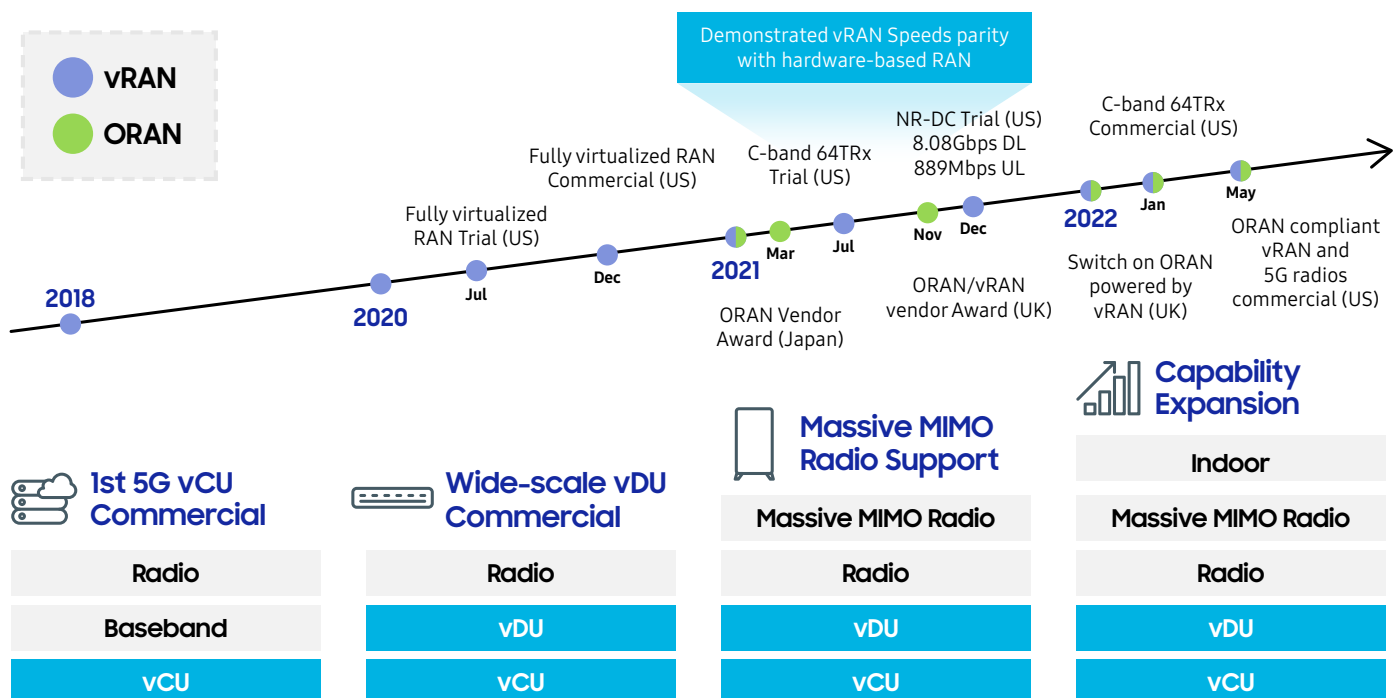 vRAN
ORAN
Demonstrated vRAN Speeds parity
with hardware-based RAN
Fully virtualized
RAN Trial (US)
Fully virtualized RAN
Commercial (US)
C-band 64TRx
Trial (US)
NR-DC Trial (US)
8.08Gbps DL
889Mbps UL
C-band 64TRx
Commercial (US)
2018
2020
Jul
Dec
2021
Mar
Jul
Nov
Dec
2022
Jan
May
ORAN Vendor
Award (Japan)
ORAN/vRAN
vendor Award (UK)
Switch on ORAN
powered by
vRAN (UK)
ORAN compliant
vRAN and
5G radios
commercial (US)
1st 5G vCU
Commercial
Radio
Baseband
vCU
Wide-scale vDU
Commercial
Radio
vDU
vCU
Massive MIMO
Radio Support
Massive MIMO Radio
Radio
vDU
vCU
Capability
Expansion
Indoor
Massive MIMO Radio
Radio
vDU
vCU